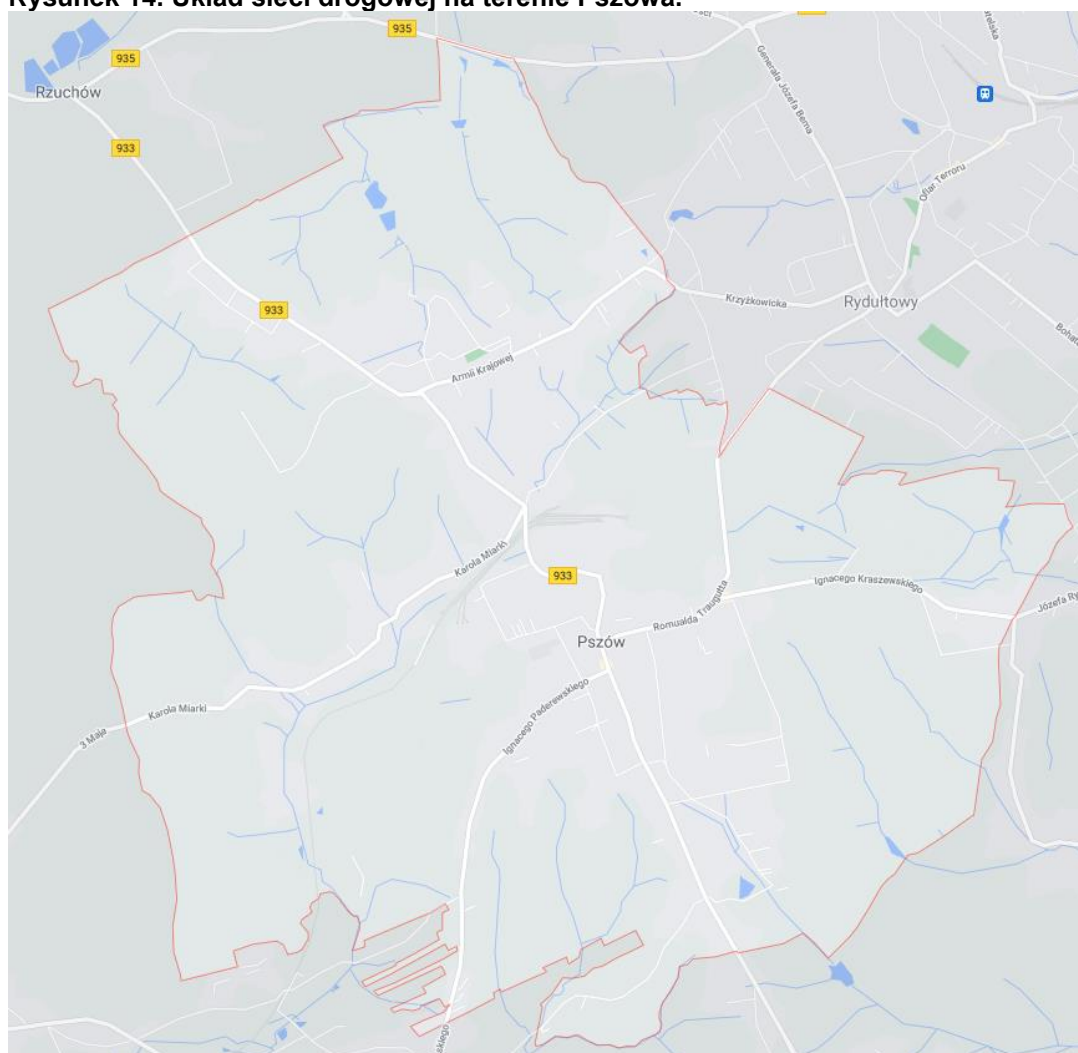 Rysunek 14. Układ sieci drogowej na terenie Pszowa.
935
935
Rzuchów
933
Generała Józefa Bema
Ofiar Terroru
Krzyżkowicka
Rydułtowy
933
Armii Krajowej
Karola Miarki
933
Ignacego Kraszewskiego
Romualda Traugutta
Pszów
Ignacego Paderewskiego
Karola Miarki
3 Maja